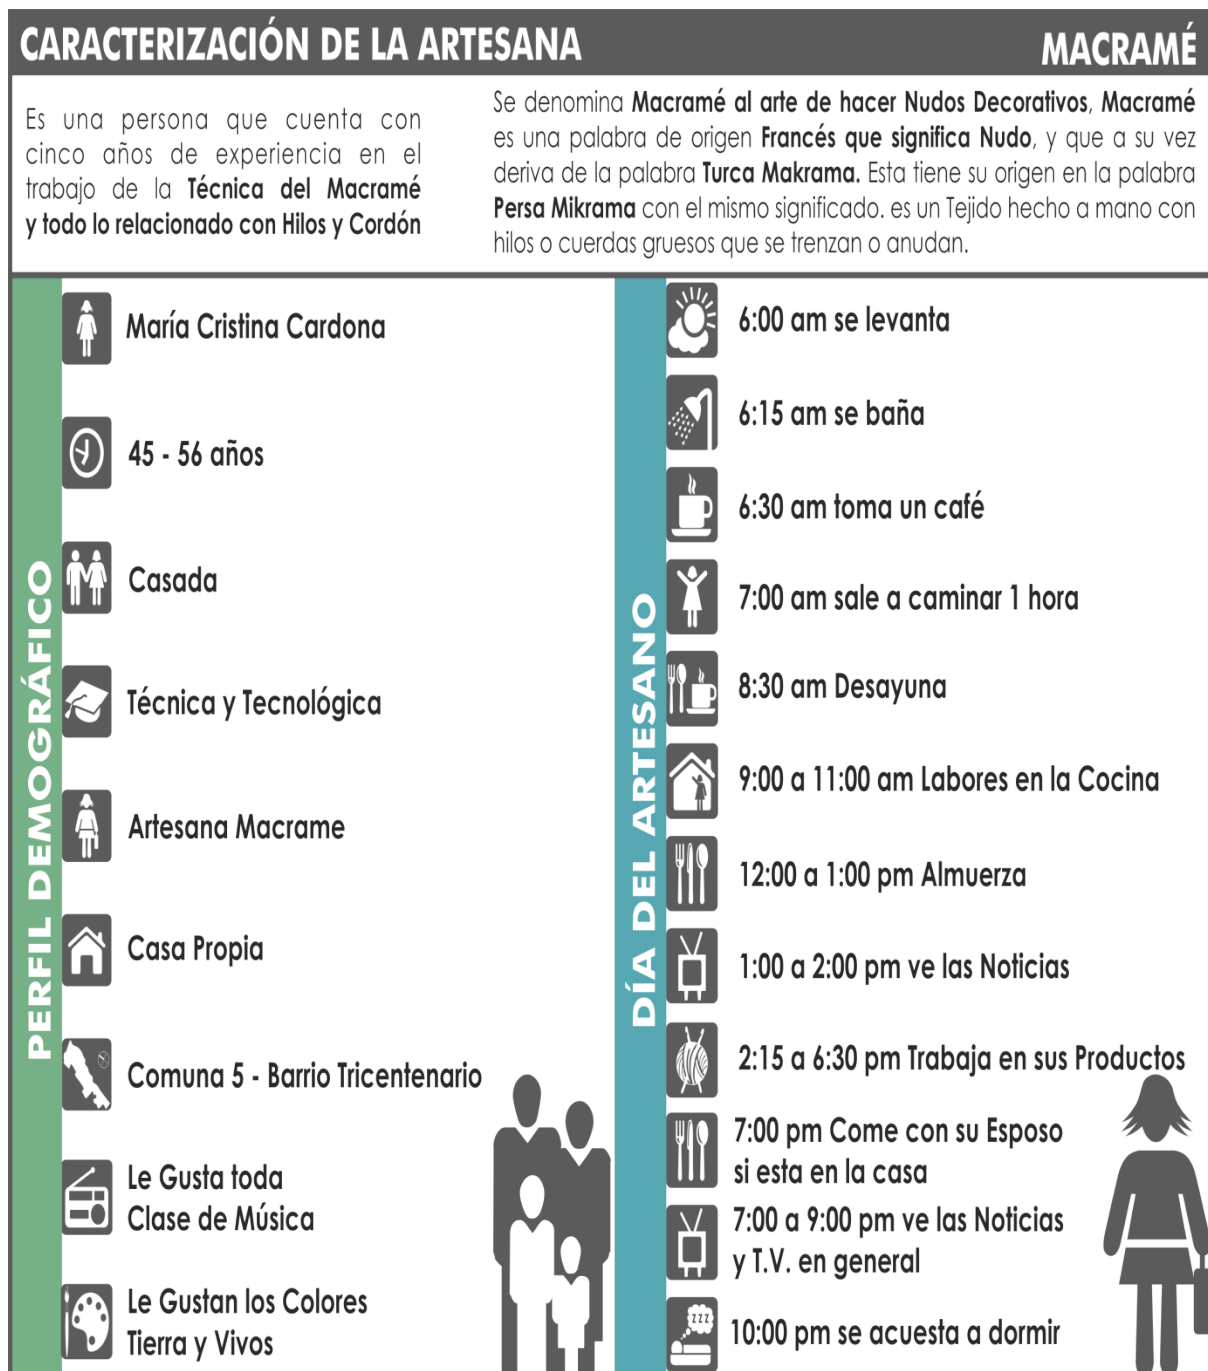 CARACTERIZACIÓN DE LA ARTESANA
MACRAMÉ
Es una persona que cuenta con
cinco años de experiencia en el
trabajo de la Técnica del Macramé
y todo lo relacionado con Hilos y Cordón
Se denomina Macramé al arte de hacer Nudos Decorativos, Macramé
es una palabra de origen Francés que significa Nudo, y que a su vez
deriva de la palabra Turca Makrama. Esta tiene su origen en la palabra
Persa Mikrama con el mismo significado. es un Tejido hecho a mano con
hilos o cuerdas gruesos que se trenzan o anudan.
PERFIL DEMOGRÁFICO
María Cristina Cardona
45 - 56 años
Casada
Técnica y Tecnológica
Artesana Macrame
Casa Propia
Comuna 5 - Barrio Tricentenario
Le Gusta toda
Clase de Música
Le Gustan los Colores
Tierra y Vivos
DÍA DEL ARTESANO
6:00 am se levanta
6:15 am se baña
6:30 am toma un café
7:00 am sale a caminar 1 hora
8:30 am Desayuna
9:00 a 11:00 am Labores en la Cocina
12:00 a 1:00 pm Almuerza
1:00 a 2:00 pm ve las Noticias
2:15 a 6:30 pm Trabaja en sus Productos
7:00 pm Come con su Esposo
si esta en la casa
7:00 a 9:00 pm ve las Noticias
y T.V. en general
zzz
10:00 pm se acuesta a dormir